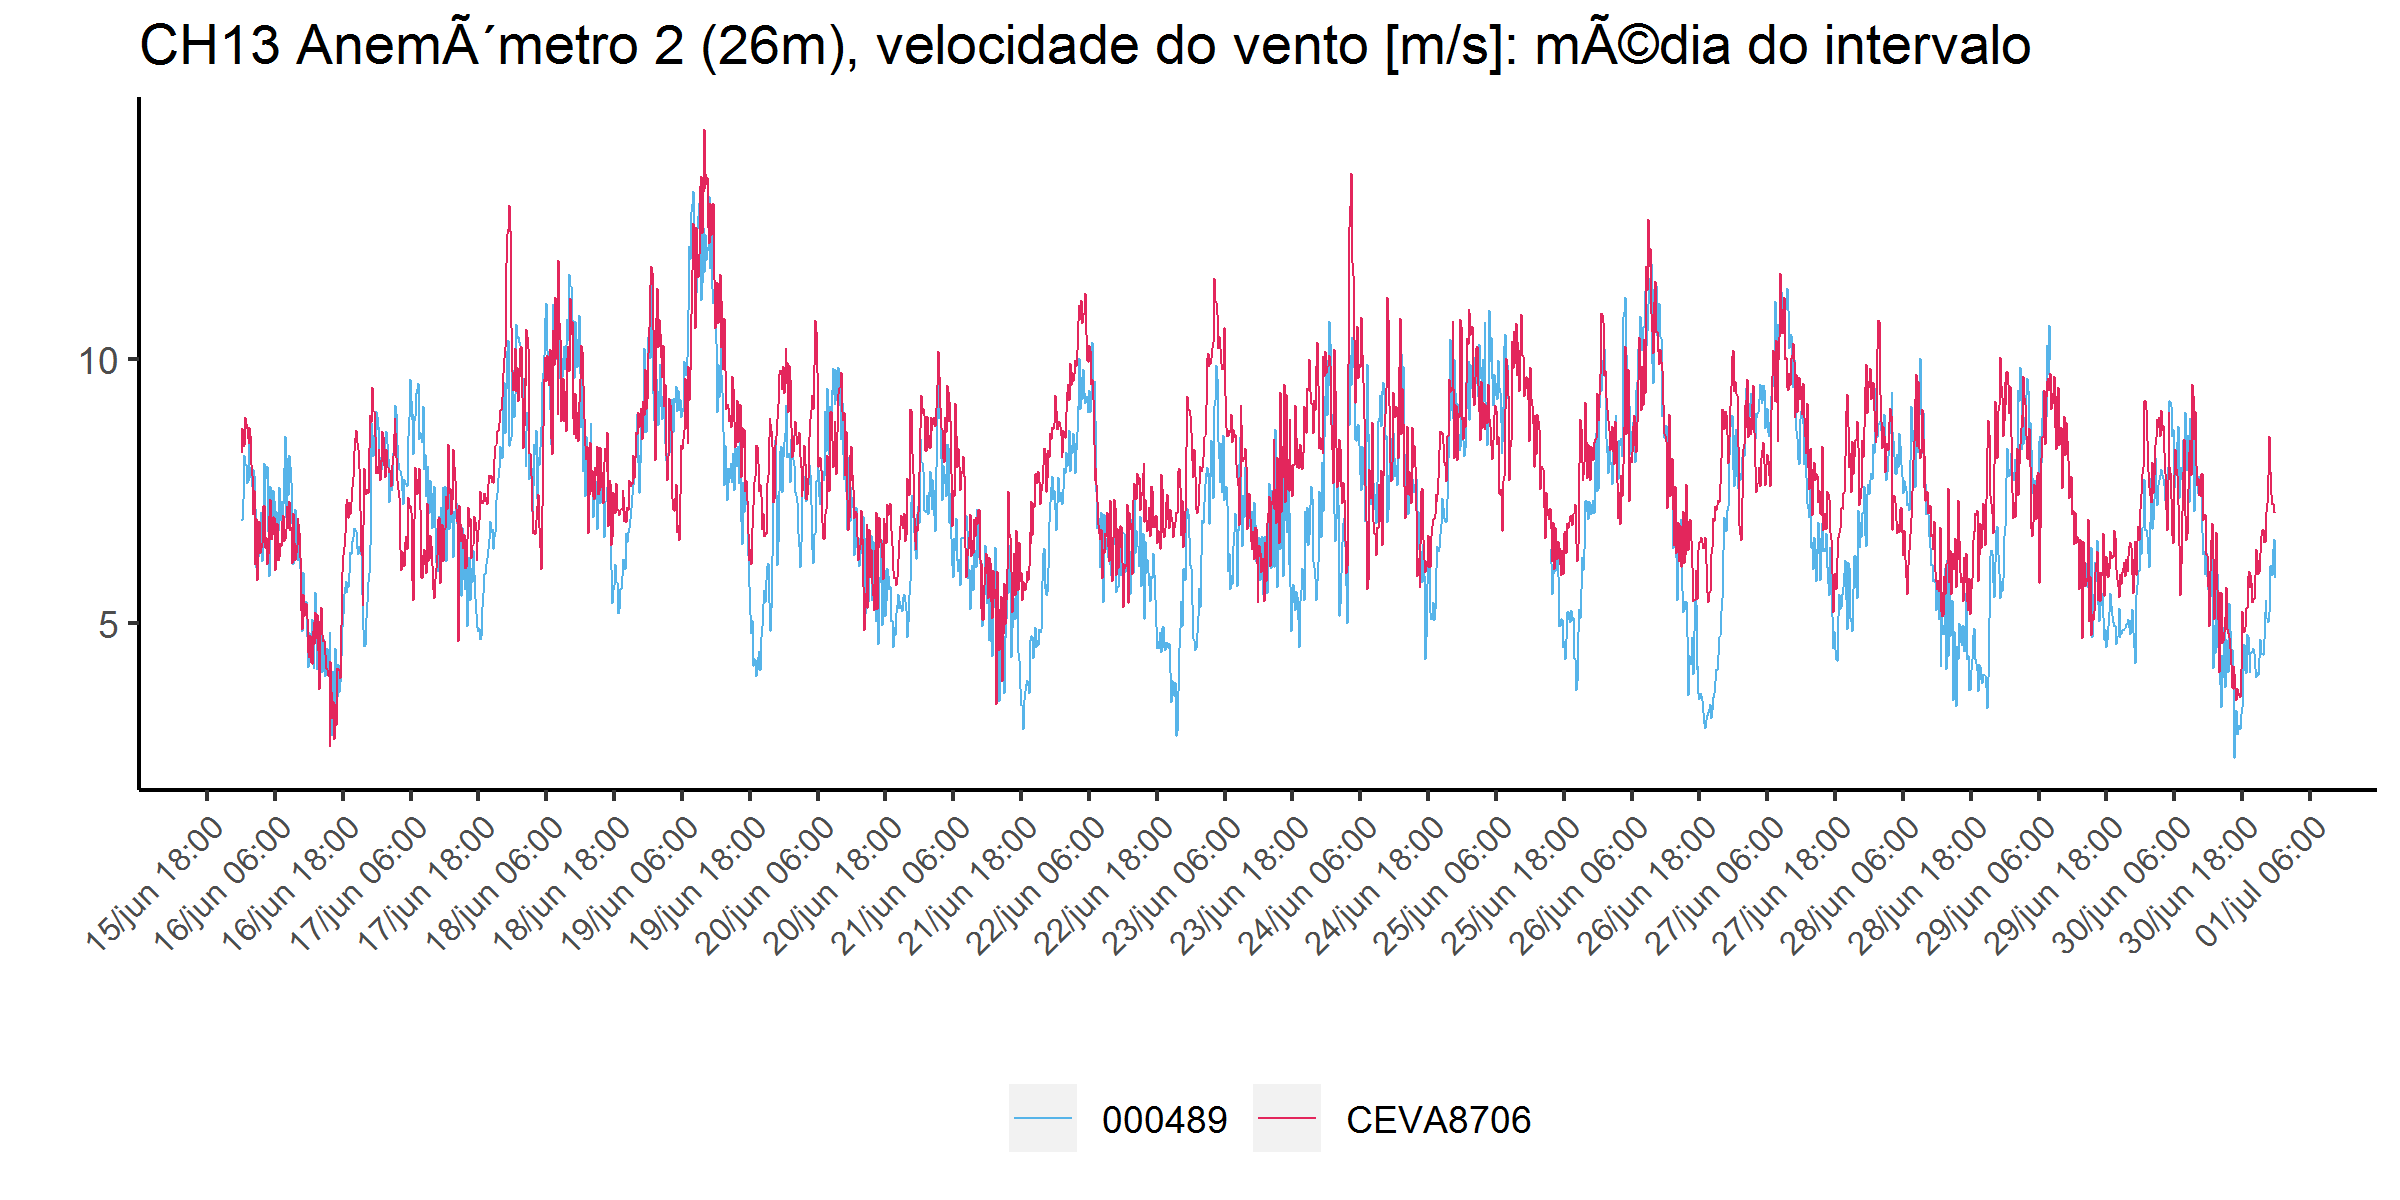 CH13 AnemÃ´metro 2 (26m), velocidade do vento [m/s]: mÃ©dia do intervalo
10
5
15/jun 18:00
16/jun 06:00
16/jun 18:00
17/jun 06:00
17/jun 18:00
18/jun 06:00
18/jun 18:00
19/jun 06:00
19/jun 18:00
20/jun 06:00
20/jun 18:00
21/jun 06:00
21/jun 18:00
22/jun 06:00
22/jun 18:00
23/jun 06:00
23/jun 18:00
24/jun 06:00
24/jun 18:00
25/jun 06:00
25/jun 18:00
26/jun 06:00
26/jun 18:00
27/jun 06:00
27/jun 18:00
28/jun 06:00
28/jun 18:00
29/jun 06:00
29/jun 18:00
30/jun 06:00
30/jun 18:00
01/jul 06:00
000489
CEVA8706